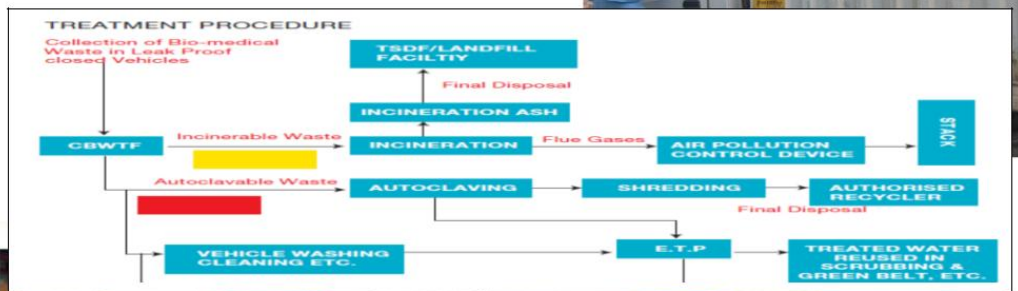 TREATMENT PROCEDURE
Collection of Bio-medical
Waste in Leak Proof
closed Vehicles
TSDF/LANDFILL
FACILTIY
Final Disposal
INCINERATION ASH
CBWTF
Incinerable Waste
INCINERATION
Flue Gases
AIR POLLUTION
CONTROL DEVICE
STACK
Autoclavable Waste
AUTOCLAVING
SHREDDING
AUTHORISED
RECYCLER
Final Disposal
VEHICLE WASHING
CLEANING ETC.
E.T.P
TREATED WATER
REUSED IN
SCRUBBING &
GREEN BELT, ETC.